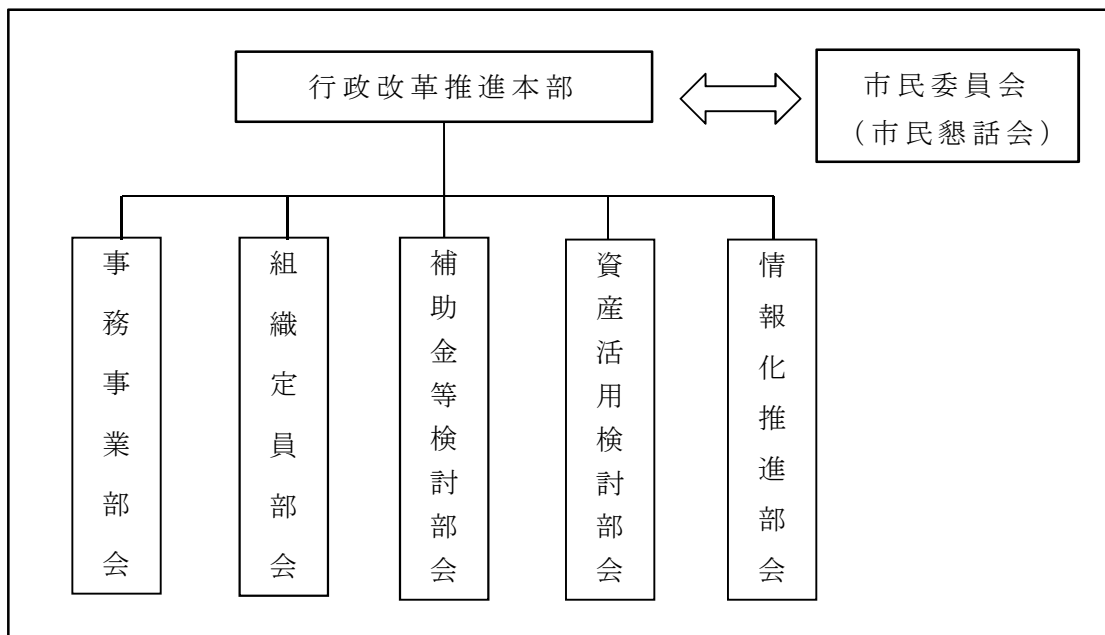 行政改革推進本部
市民委員会
（市民懇話会）
事務事業部会
組織定員部会
補助金等検討部会
資産活用検討部会
情報化推進部会